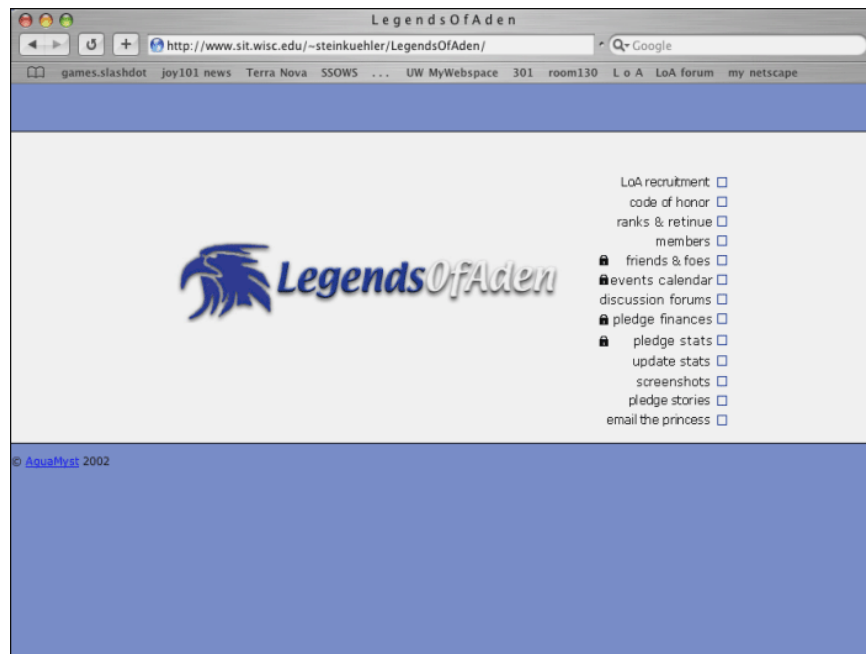 LegendsOfAden
http://www.sit.wisc.edu/~steinkuehler/LegendsOfAden/ Google
games.slashdot joy101 news Terra Nova SSOWS ... UW MyWebspace 301 room130 L o A LoA forum my netscape
LoA recruitment
code of honor
ranks & retinue
members
friends & foes
events calendar
discussion forums
pledge finances
pledge stats
update stats
screenshots
pledge stories
email the princess
LegendsOfAden
© AquaMyst 2002